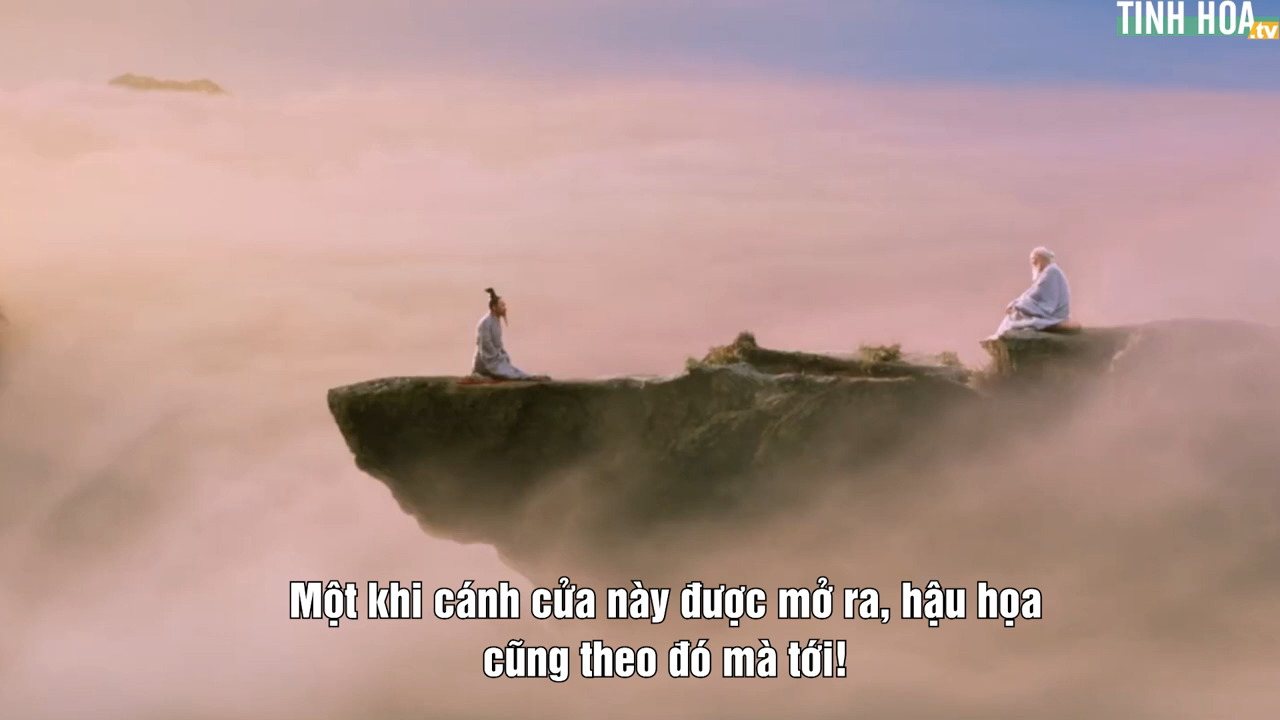 TINH HOA
.tv
Một khi cánh cửa này được mở ra, hậu họa
cũng theo đó mà tới!